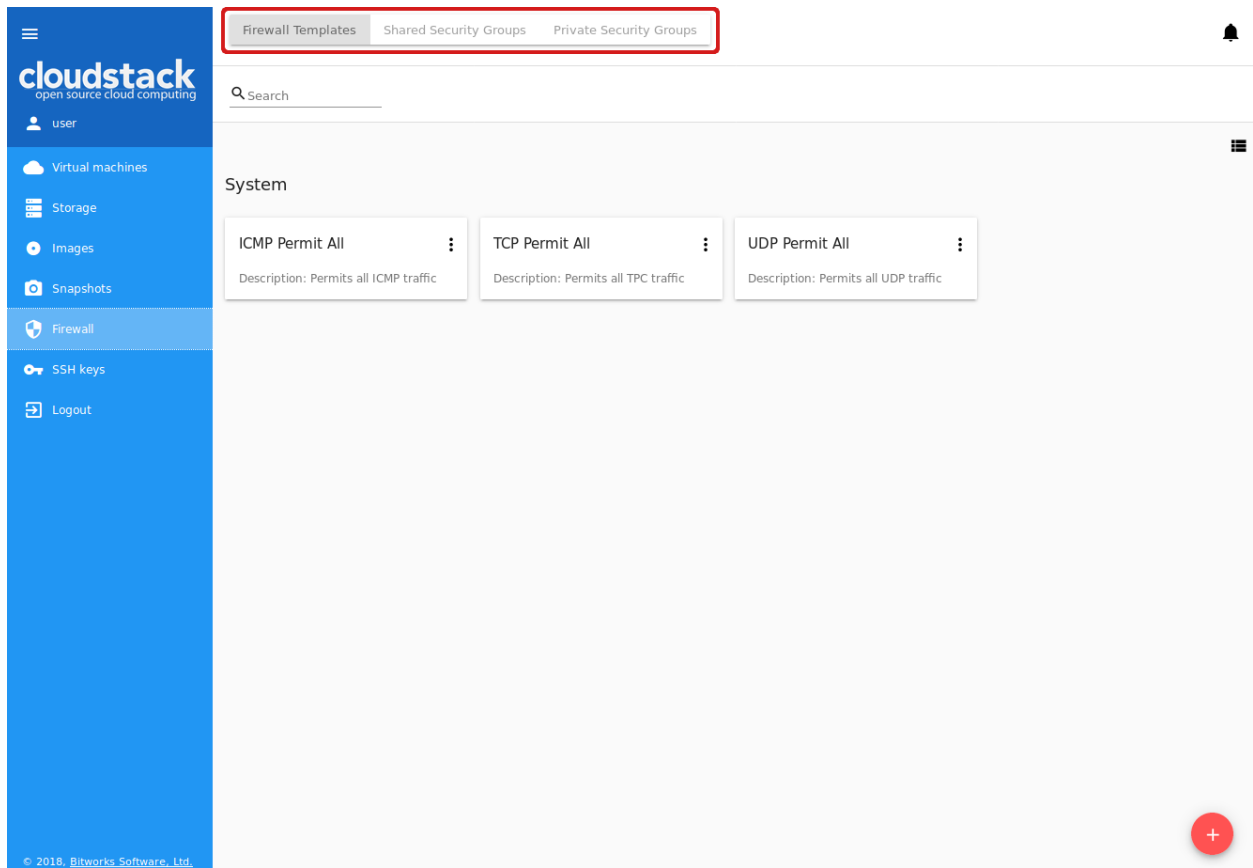 Firewall Templates Shared Security Groups Private Security Groups
cloudstack
open source cloud computing
user
Search
Virtual machines
Storage
Images
Snapshots
Firewall
SSH keys
Logout
System
ICMP Permit All
Description: Permits all ICMP traffic
TCP Permit All
Description: Permits all TPC traffic
UDP Permit All
Description: Permits all UDP traffic
© 2018, Bitworks Software, Ltd.